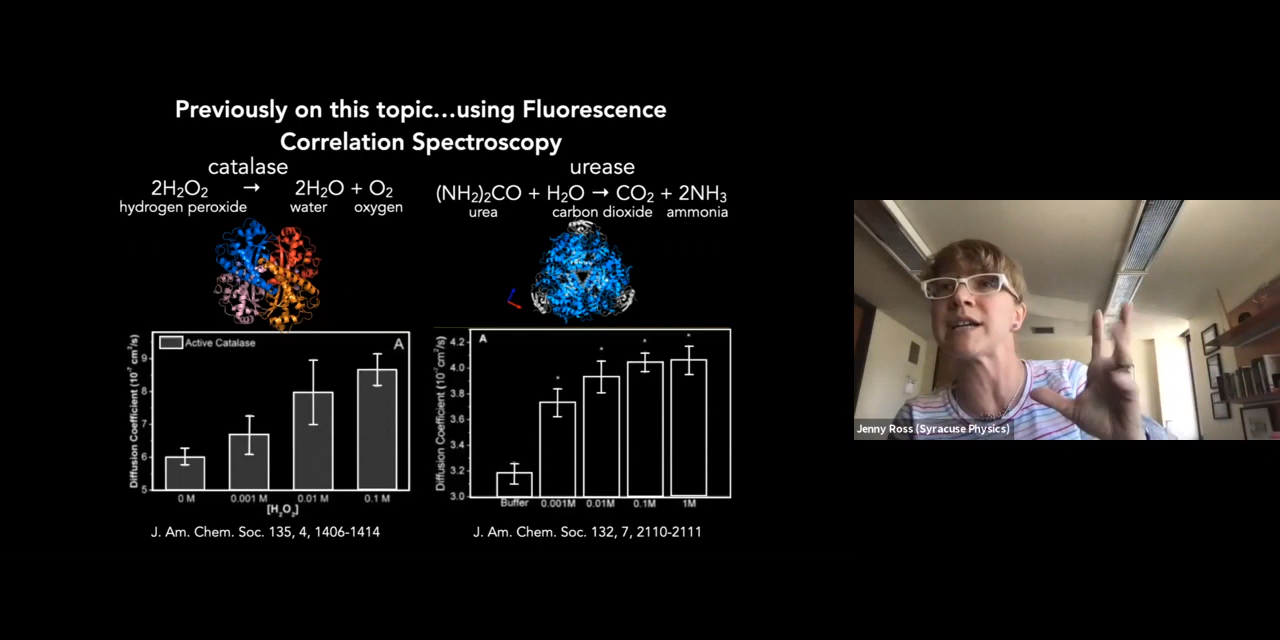 Previously on this topic...using Fluorescence
Correlation Spectroscopy
catalase
2H₂O₂ → 2H₂O + O₂
hydrogen peroxide water oxygen
urease
(NH2)₂CO + H₂O → CO₂ + 2NH₃
urea carbon dioxide ammonia
Active Catalase
A
Diffusion Coefficient (10⁻⁷ cm²/s)
9
8
7
6
5
0 M 0.001 M 0.01 M 0.1 M
[H₂O₂]
J. Am. Chem. Soc. 135, 4, 1406-1414
A
Diffusion Coefficient (10⁻⁷ cm²/s)
4.2
4.0
3.8
3.6
3.4
3.2
3.0
* * * *
Buffer 0.001M 0.01M 0.1M 1M
J. Am. Chem. Soc. 132, 7, 2110-2111
Jenny Ross (Syracuse Physics)